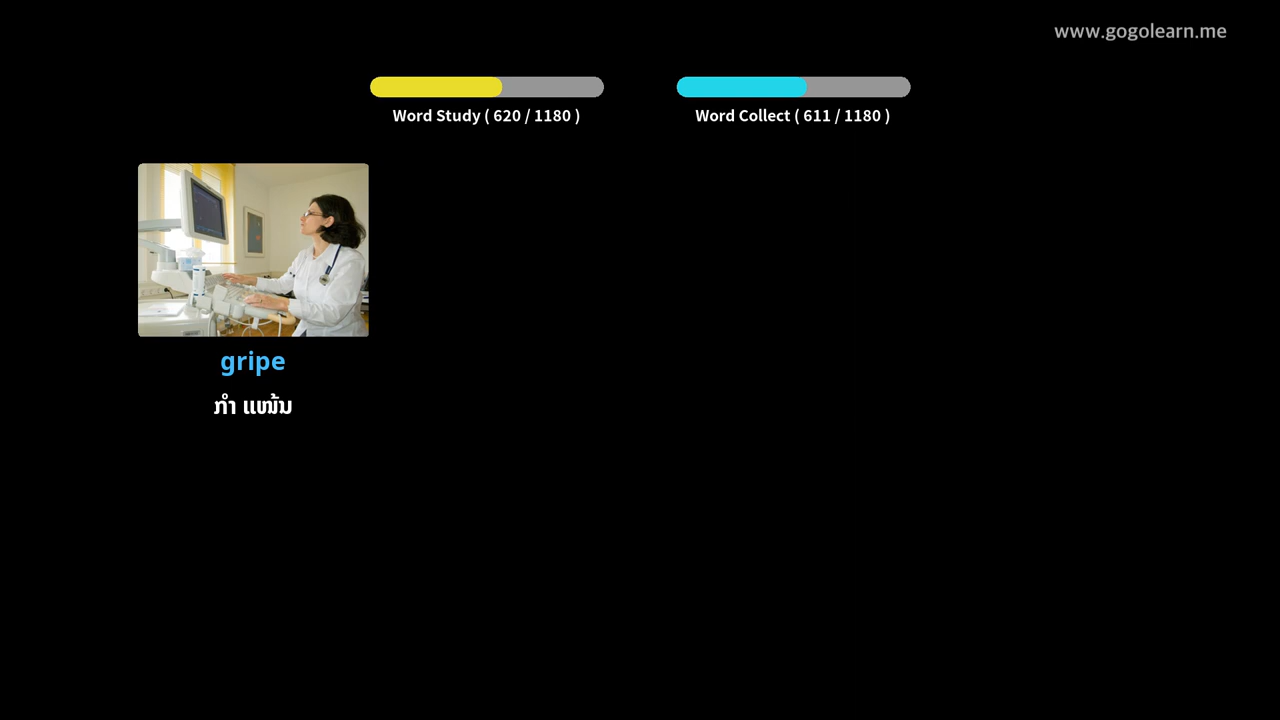 www.gogolearn.me
Word Study ( 620 / 1180 )
Word Collect ( 611 / 1180 )
gripe
ກຳ ແໜ້ນ